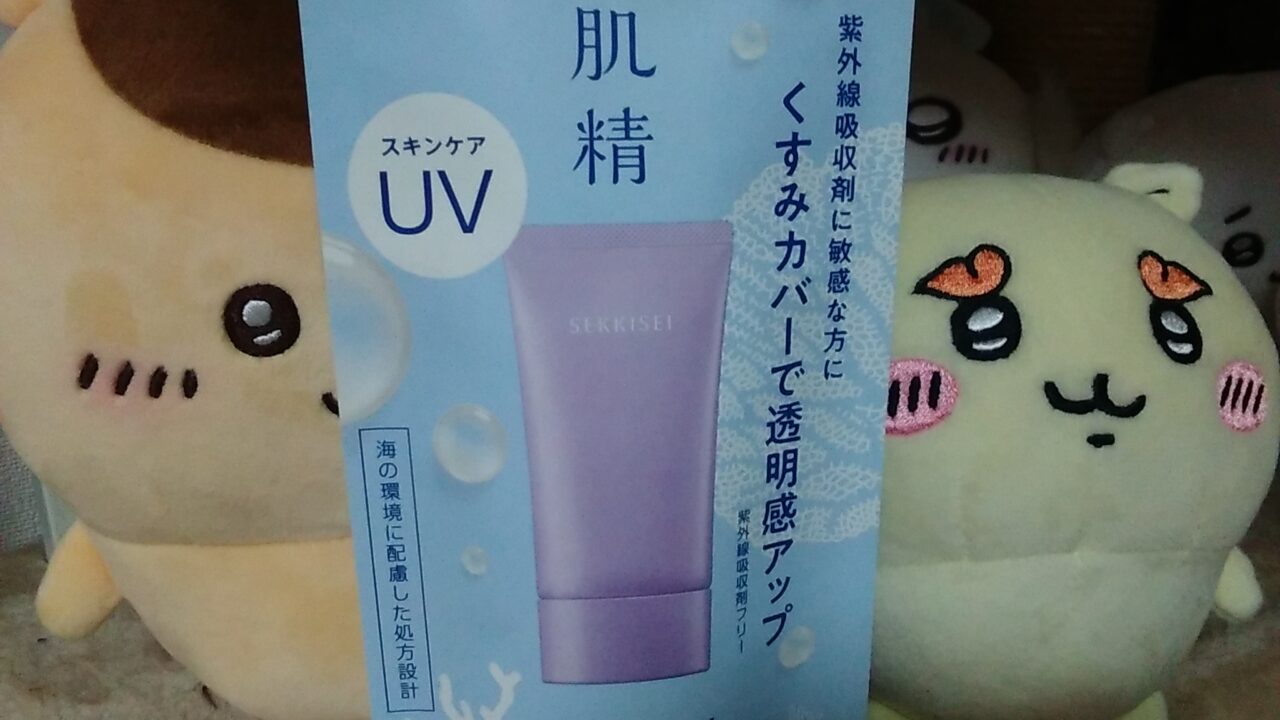 肌精
スキンケア
UV
紫外線吸収剤に敏感な方に
くすみカバーで透明感アップ
紫外線吸収剤フリー
SEKKISEI
海の環境に配慮した処方設計